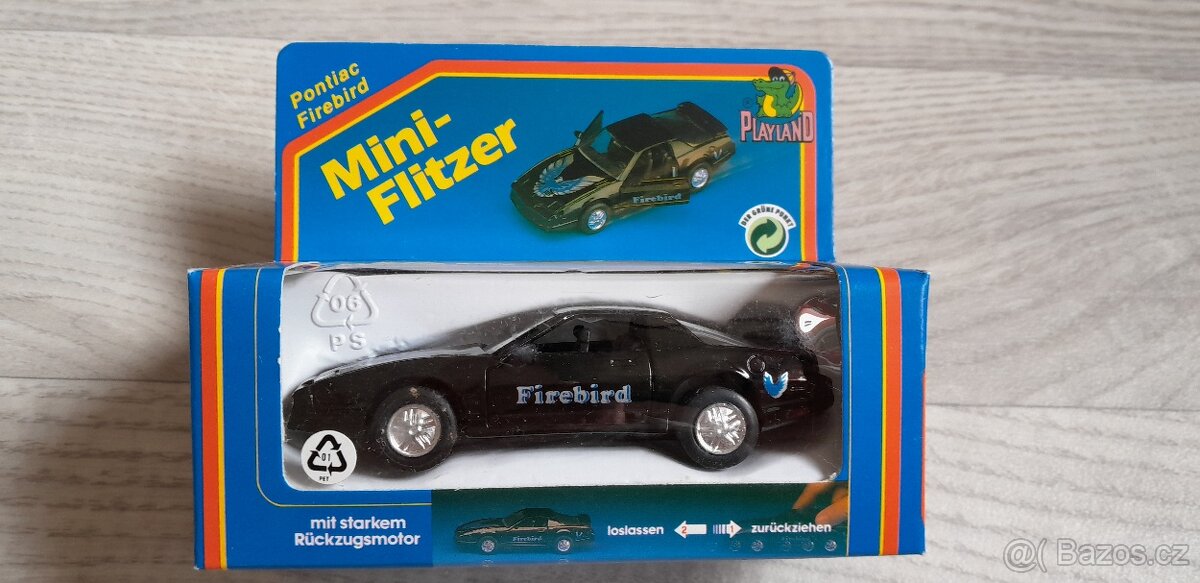 Pontiac
Firebird
Mini-
Flitzer
Firebird
PLAYLAND
DER GRÜNE PUNKT
06
PS
Firebird
01
PET
mit starkem
Rückzugsmotor
Firebird
loslassen 2 1 zurückziehen
@( Bazos.cz